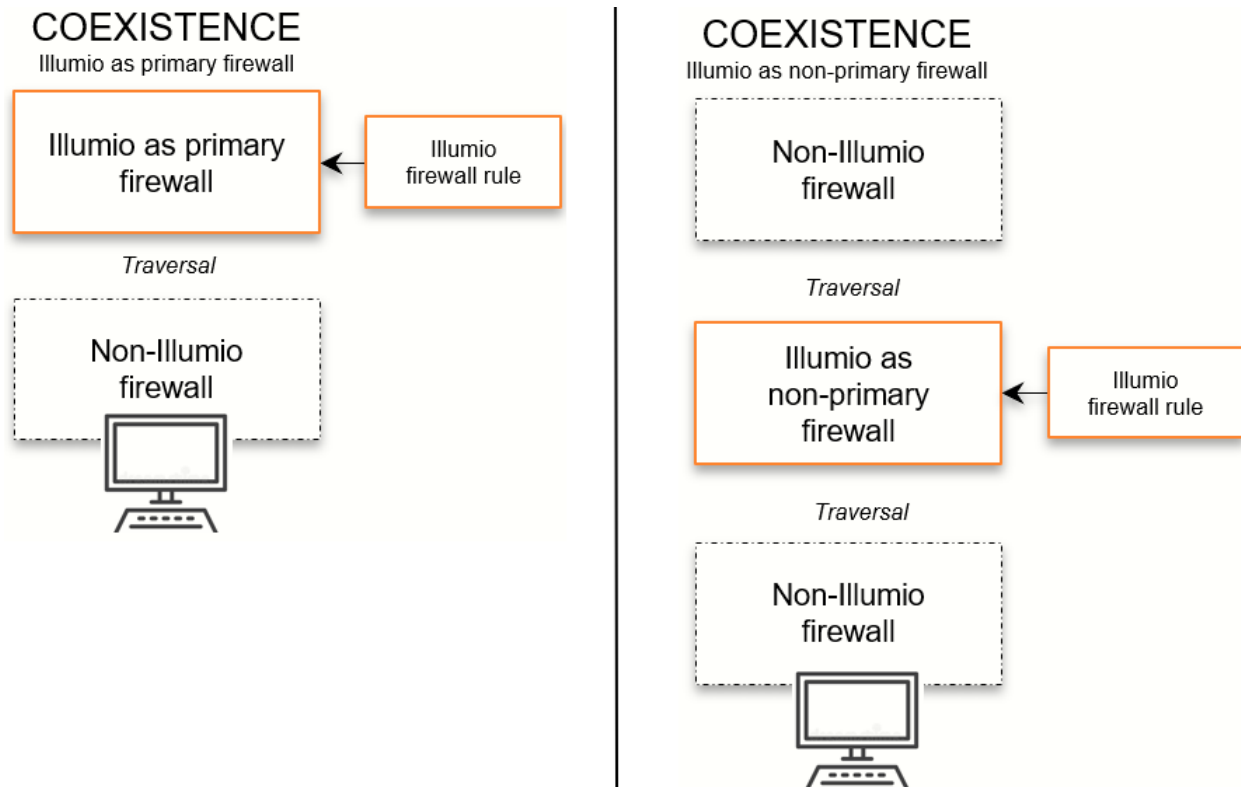 COEXISTENCE
Illumio as primary firewall
Illumio as primary
firewall
Illumio
firewall rule
Traversal
Non-Illumio
firewall
COEXISTENCE
Illumio as non-primary firewall
Non-Illumio
firewall
Traversal
Illumio as
non-primary
firewall
Illumio
firewall rule
Traversal
Non-Illumio
firewall